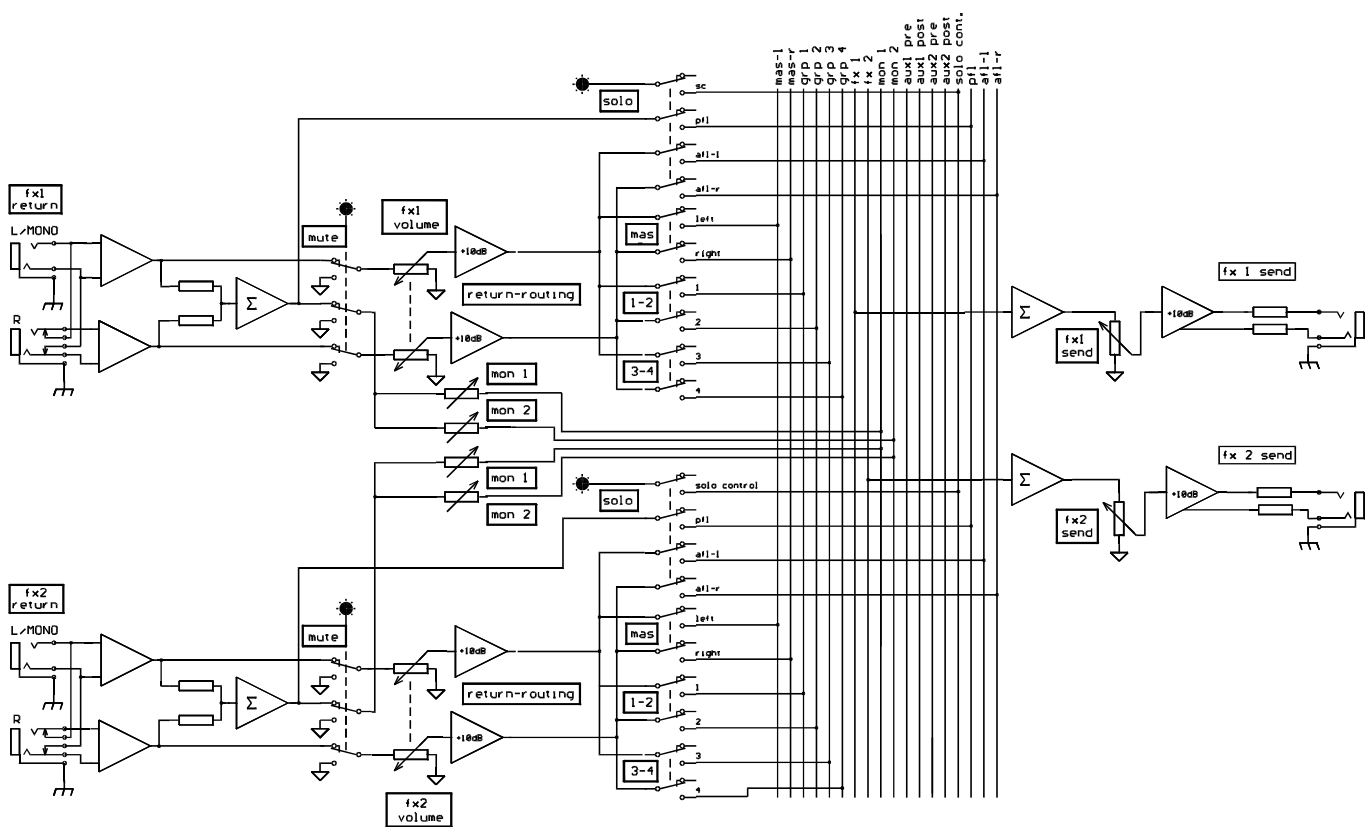 mas-l
mas-r
grp 1
grp 2
grp 3
grp 4
fx 1
fx 2
mon 1
mon 2
aux1 pre
aux1 post
aux2 pre
aux2 post
solo cont.
pfl
afl-l
afl-r
solo
sc
pfl
afl-l
afl-r
fx1
return
L/MONO
R
Σ
mute
fx1
volume
+10dB
return-routing
+10dB
mas
left
right
1-2
1
2
3-4
3
4
mon 1
mon 2
mon 1
mon 2
Σ
fx1
send
+10dB
fx 1 send
Σ
fx2
send
+10dB
fx 2 send
solo
solo control
pfl
afl-l
afl-r
fx2
return
L/MONO
R
Σ
mute
+10dB
return-routing
+10dB
fx2
volume
mas
left
right
1-2
1
2
3-4
3
4